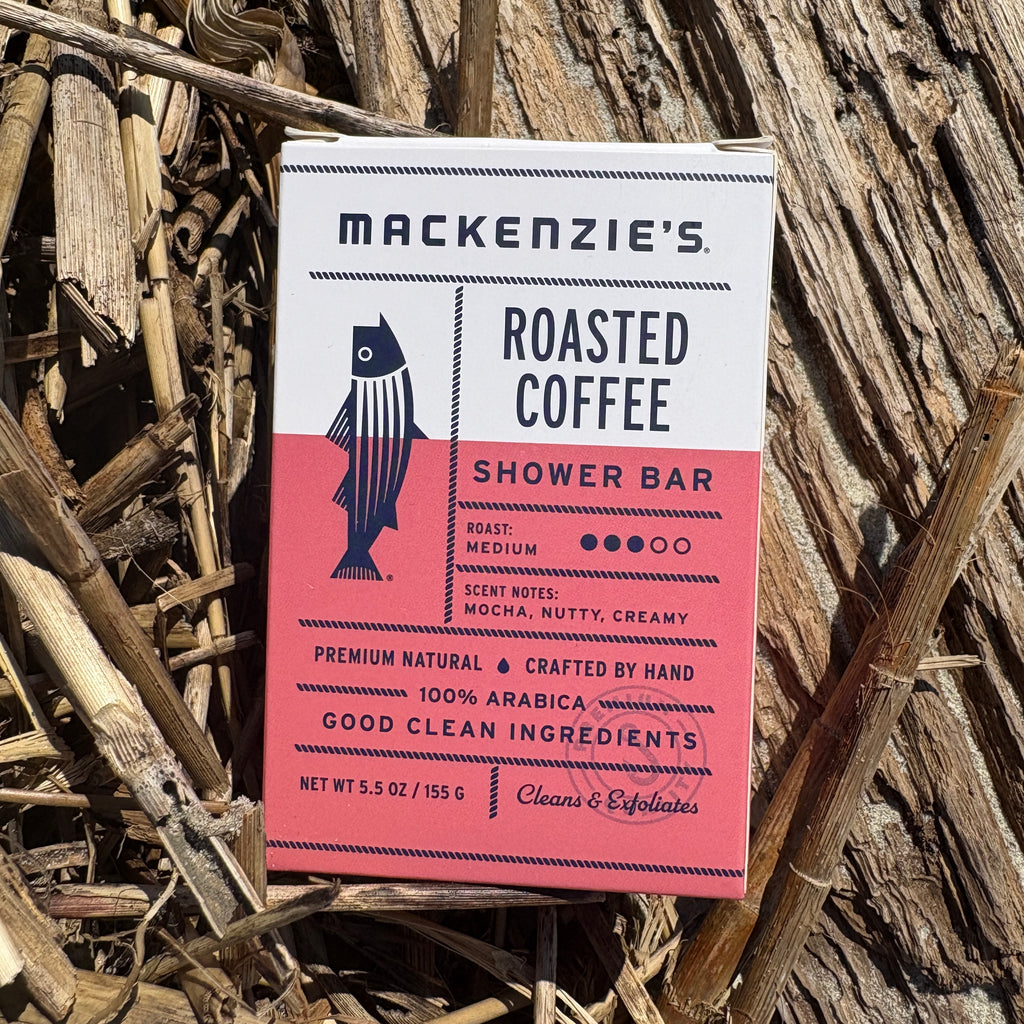 MACKENZIE'S®
ROASTED
COFFEE
SHOWER BAR
ROAST:
MEDIUM
SCENT NOTES:
MOCHA, NUTTY, CREAMY
®
PREMIUM NATURAL CRAFTED BY HAND
100% ARABICA
GOOD CLEAN INGREDIENTS
NET WT 5.5 OZ / 155 G
Cleans & Exfoliates